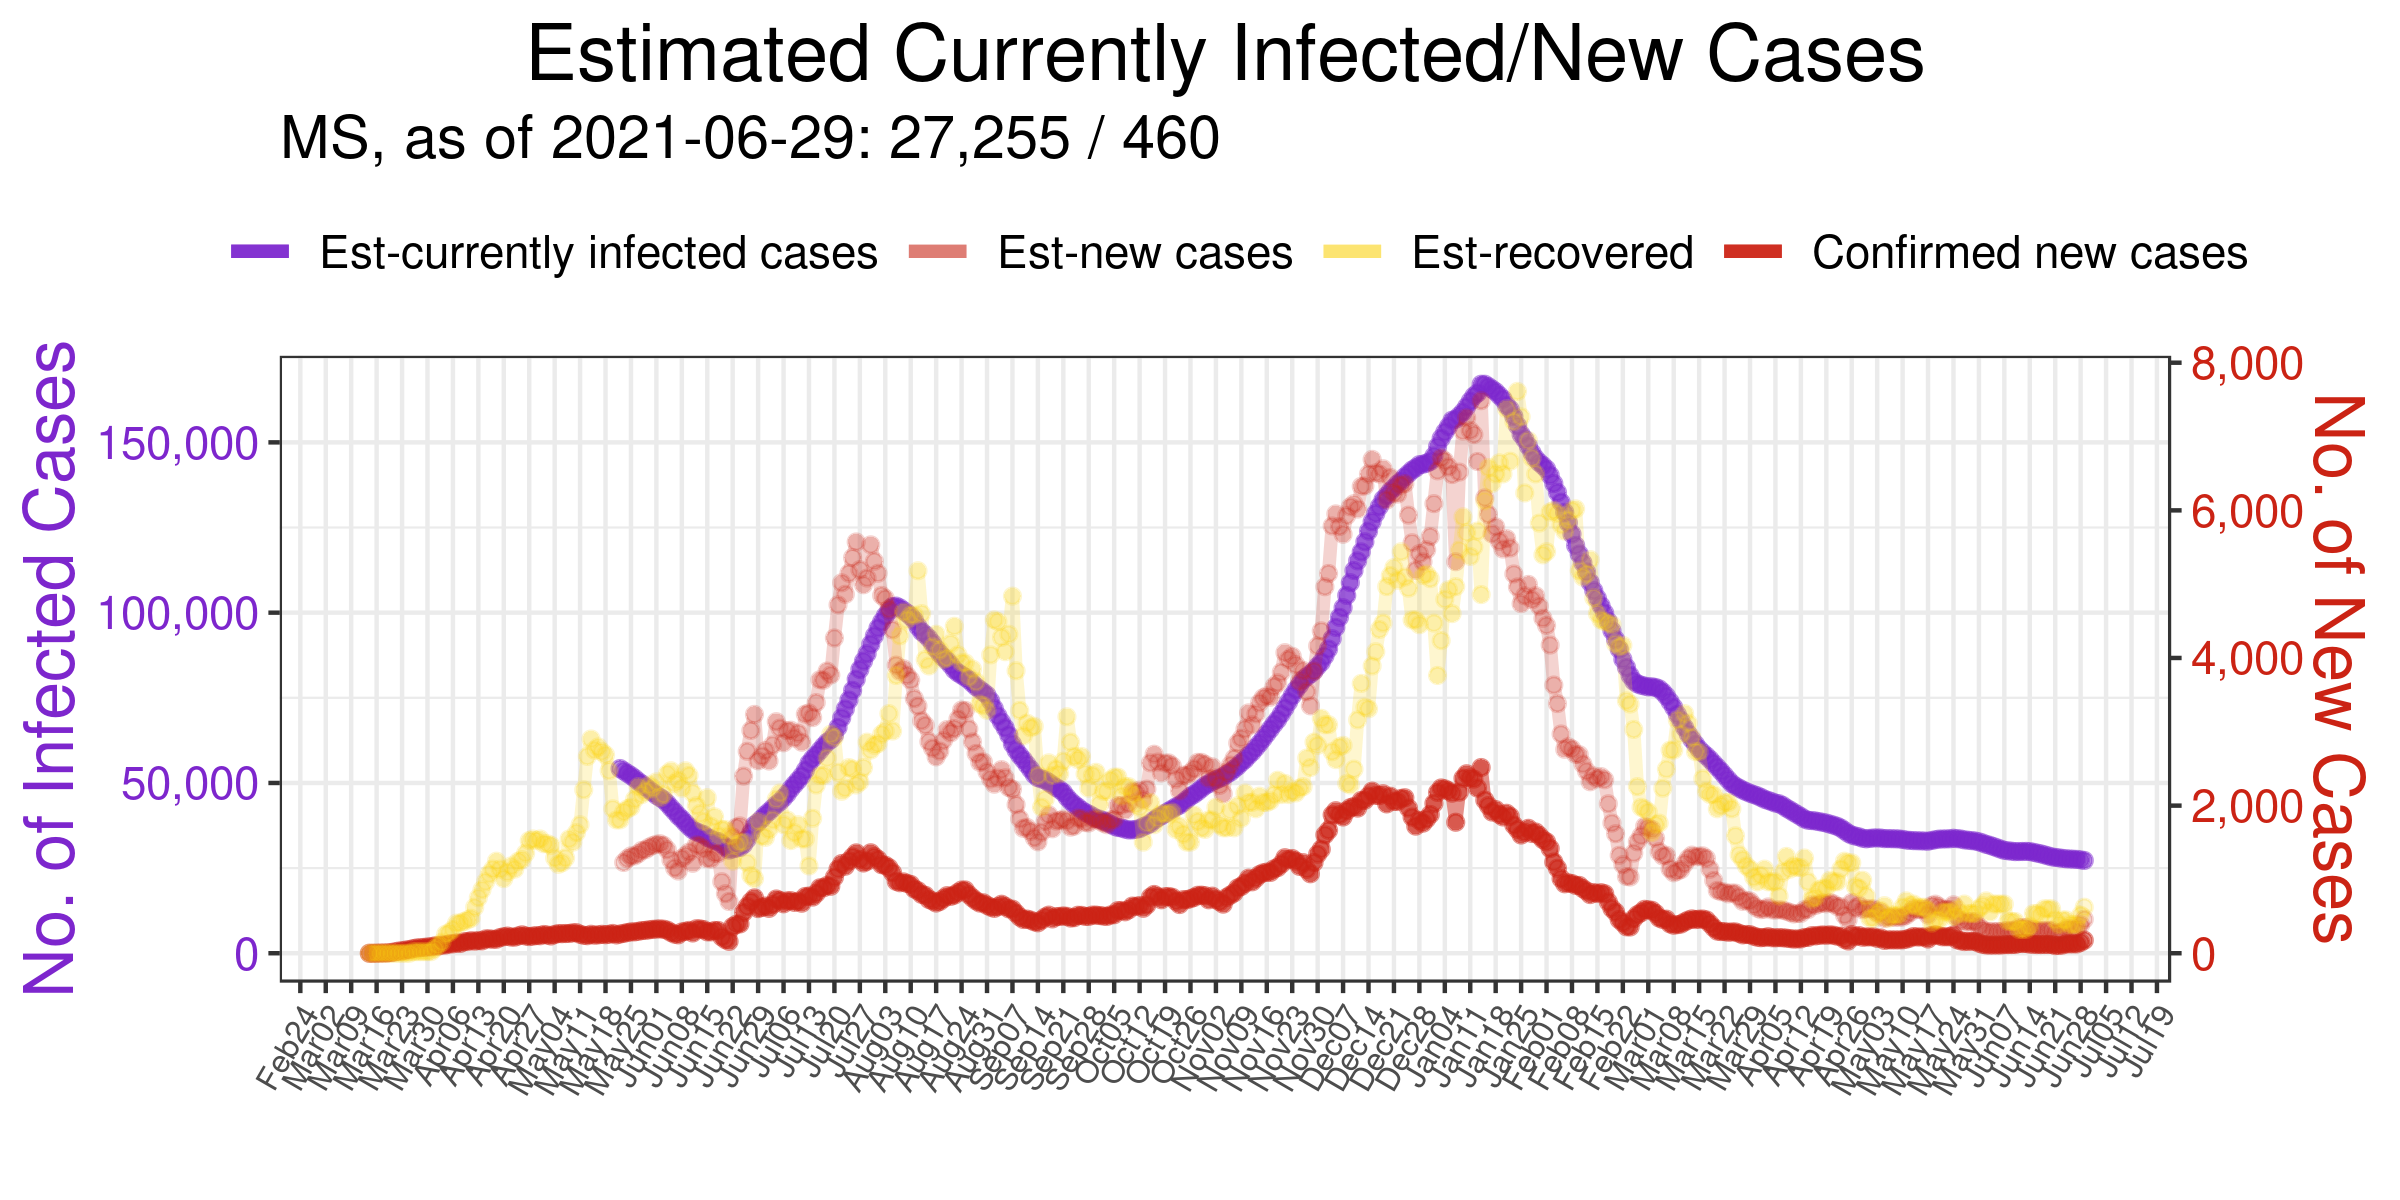 Estimated Currently Infected/New Cases
MS, as of 2021-06-29: 27,255 / 460
Est-currently infected cases
Est-new cases
Est-recovered
Confirmed new cases
No. of Infected Cases
150,000
100,000
50,000
0
8,000
6,000
4,000
2,000
0
No. of New Cases
Feb24
Mar02
Mar09
Mar16
Mar23
Mar30
Apr06
Apr13
Apr20
Apr27
May04
May11
May18
May25
Jun01
Jun08
Jun15
Jun22
Jun29
Jul06
Jul13
Jul20
Jul27
Aug03
Aug10
Aug17
Aug24
Aug31
Sep07
Sep14
Sep21
Sep28
Oct05
Oct12
Oct19
Oct26
Nov02
Nov09
Nov16
Nov23
Nov30
Dec07
Dec14
Dec21
Dec28
Jan04
Jan11
Jan18
Jan25
Feb01
Feb08
Feb15
Feb22
Mar01
Mar08
Mar15
Mar22
Mar29
Apr05
Apr12
Apr19
Apr26
May03
May10
May17
May24
May31
Jun07
Jun14
Jun21
Jun28
Jul05
Jul12
Jul19